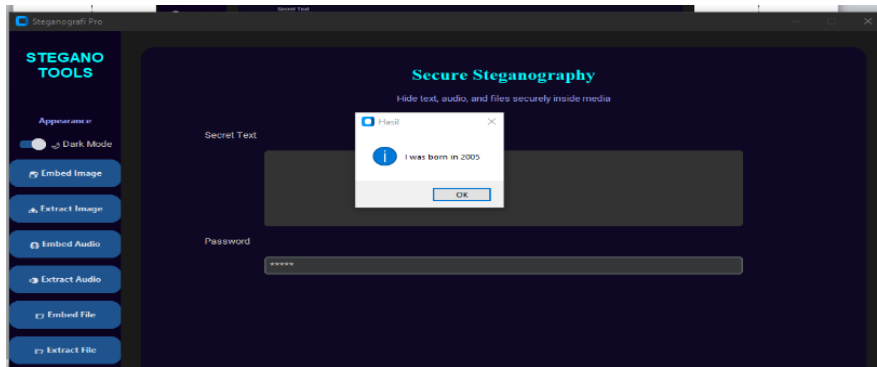 Secret Text
Steganografi Pro
STEGANO
TOOLS
Secure Steganography
Hide text, audio, and files securely inside media
Appearance
Dark Mode
Hasil
I was born in 2005
OK
Secret Text
Embed Image
Extract Image
Embed Audio
Password
*****
Extract Audio
Embed File
Extract File